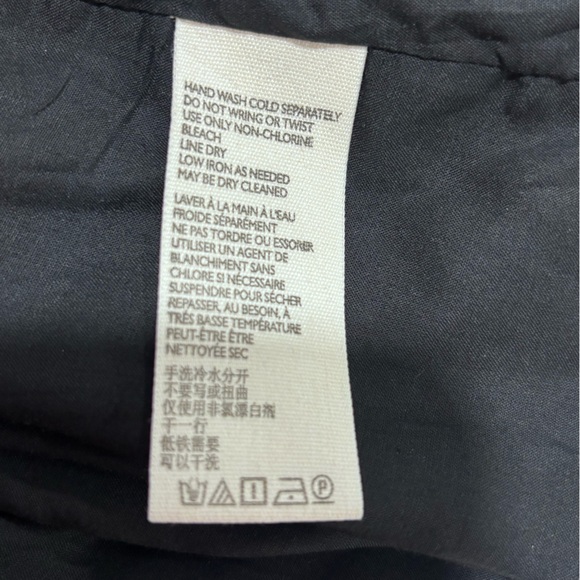 HAND WASH COLD SEPARATELY
DO NOT WRING OR TWIST
USE ONLY NON-CHLORINE
BLEACH
LINE DRY
LOW IRON AS NEEDED
MAY BE DRY CLEANED
LAVER À LA MAIN À L'EAU
FROIDE SÉPARÉMENT
NE PAS TORDRE OU ESSORER
UTILISER UN AGENT DE
BLANCHIMENT SANS
CHLORE SI NÉCESSAIRE
SUSPENDRE POUR SÉCHER
REPASSER, AU BESOIN, À
TRÈS BASSE TEMPÉRATURE
PEUT-ÊTRE ÊTRE
NETTOYÉE SEC
手洗冷水分开
不要写或扭曲
仅使用非氯漂白剂
干一行
低铁需要
可以干洗
P